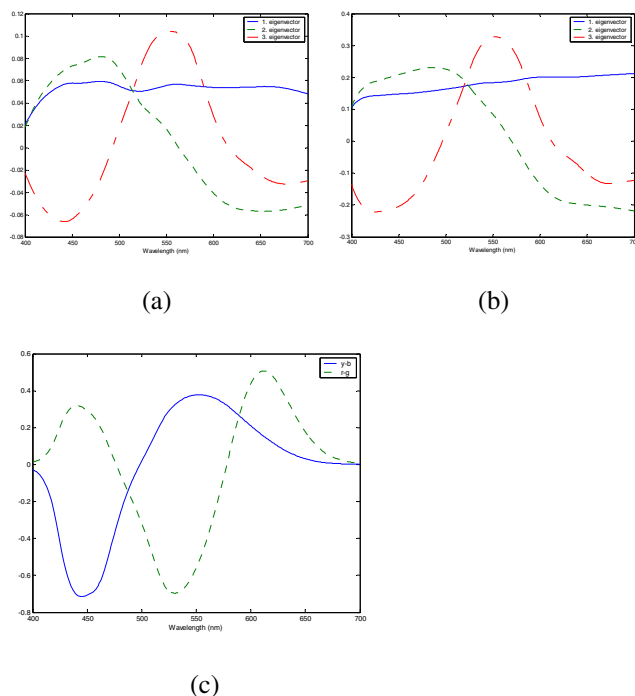 0.12
0.1
0.08
0.06
0.04
0.02
0
-0.02
-0.04
-0.06
-0.08
400 450 500 550 600 650 700
Wavelength (nm)
1. eigenvector
2. eigenvector
3. eigenvector
(a)
0.4
0.3
0.2
0.1
0
-0.1
-0.2
-0.3
400 450 500 550 600 650 700
Wavelength (nm)
1. eigenvector
2. eigenvector
3. eigenvector
(b)
0.6
0.4
0.2
0
-0.2
-0.4
-0.6
-0.8
400 450 500 550 600 650 700
Wavelength (nm)
y-b
r-g
(c)